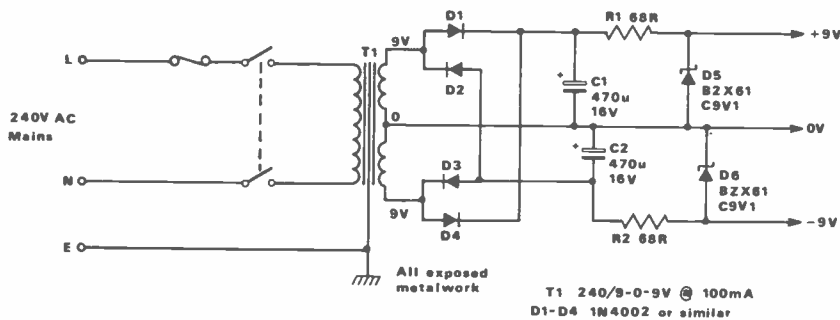 D1
R1 68R
+9V
9V
T1
L
D2
C1
470u
16V
D5
BZX61
C9V1
240V AC
Mains
0
0V
D3
C2
470u
16V
D6
BZX61
C9V1
N
9V
D4
R2 68R
-9V
E
All exposed
metalwork
T1 240/9-0-9V @ 100mA
D1-D4 1N4002 or similar
+
+